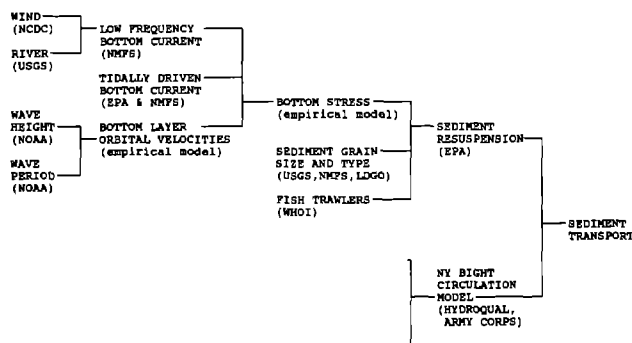 WIND
(NCDC)
RIVER
(USGS)
LOW FREQUENCY
BOTTOM CURRENT
(NMFS)
TIDALLY DRIVEN
BOTTOM CURRENT
(EPA & NMFS)
WAVE
HEIGHT
(NOAA)
WAVE
PERIOD
(NOAA)
BOTTOM LAYER
ORBITAL VELOCITIES
(empirical model)
BOTTOM STRESS
(empirical model)
SEDIMENT GRAIN
SIZE AND TYPE
(USGS,NMFS,LDGO)
FISH TRAWLERS
(WHOI)
SEDIMENT
RESUSPENSION
(EPA)
NY BIGHT
CIRCULATION
MODEL
(HYDROQUAL,
ARMY CORPS)
SEDIMENT
TRANSPORT